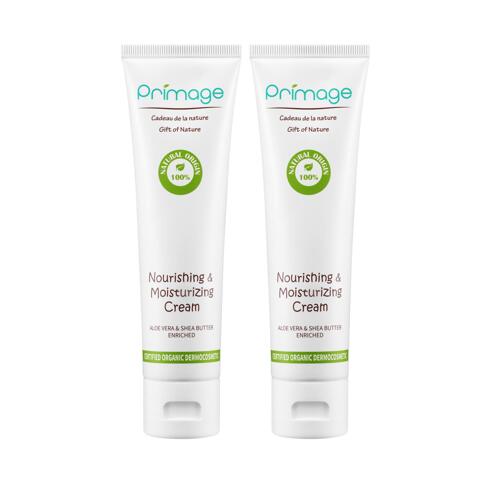 Primage
Cadeau de la nature
Gift of Nature
NATURAL ORIGIN
100%
Nourishing &
Moisturizing
Cream
ALOE VERA & SHEA BUTTER
ENRICHED
CERTIFIED ORGANIC DERMOCOSMETIC
Primage
Cadeau de la nature
Gift of Nature
NATURAL ORIGIN
100%
Nourishing &
Moisturizing
Cream
ALOE VERA & SHEA BUTTER
ENRICHED
CERTIFIED ORGANIC DERMOCOSMETIC